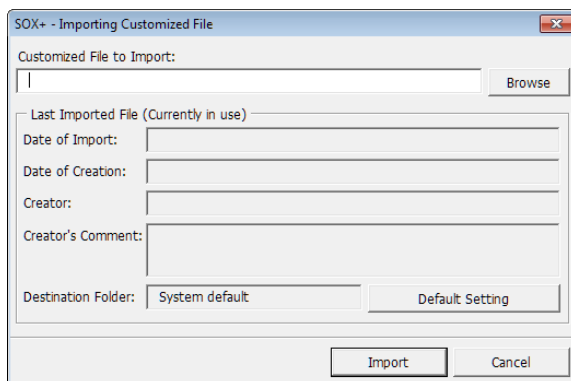 SOX+ - Importing Customized File
Customized File to Import:
Browse
Last Imported File (Currently in use)
Date of Import:
Date of Creation:
Creator:
Creator's Comment:
Destination Folder: System default Default Setting
Import Cancel